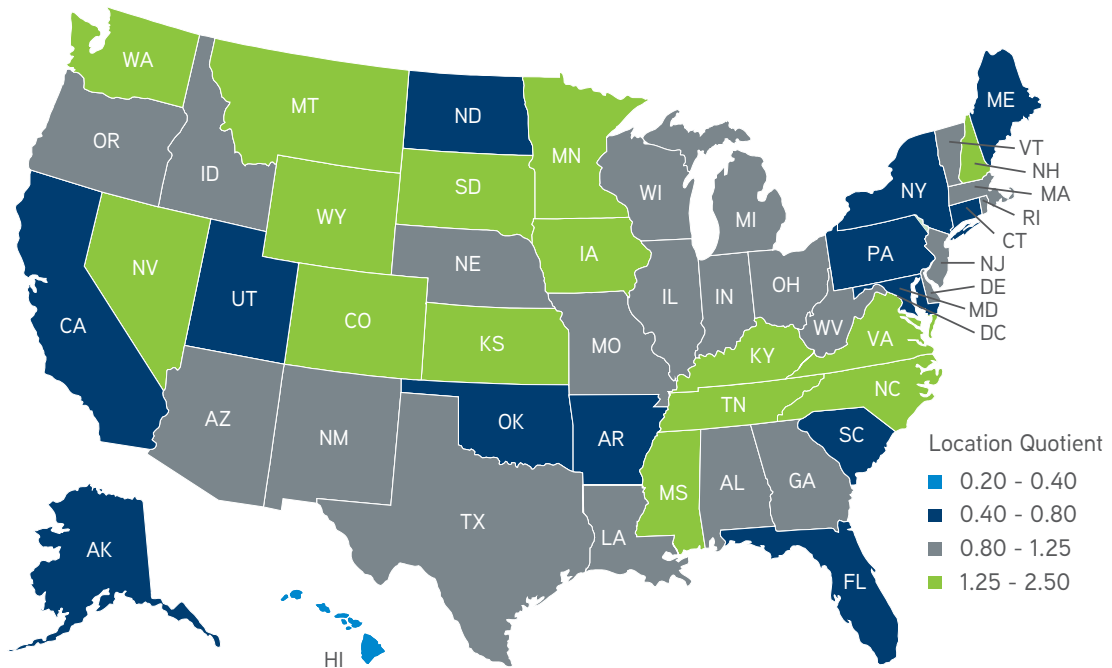 WA
MT
ND
ME
OR
ID
MN
VT
NH
WI
SD
MA
NY
WY
MI
RI
CT
PA
IA
NE
NJ
NV
OH
DE
UT
IL
IN
MD
CO
CA
WV
DC
KS
MO
VA
KY
NC
TN
AZ
OK
NM
AR
SC
Location Quotient
0.20 - 0.40
MS
AL
GA
0.40 - 0.80
TX
LA
0.80 - 1.25
AK
FL
1.25 - 2.50
HI